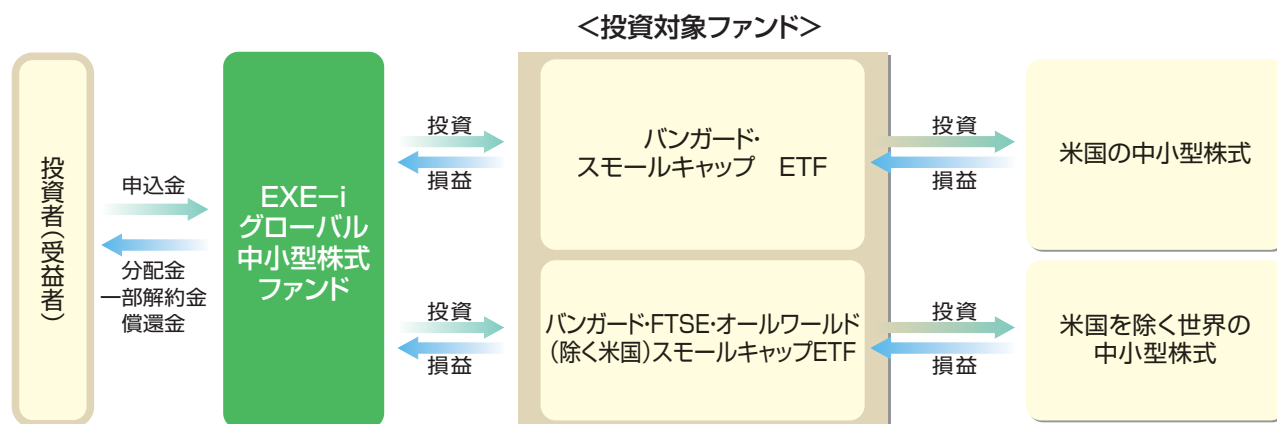 <投資対象ファンド>
投資者(受益者)
申込金
分配金
一部解約金
償還金
EXE-i
グローバル
中小型株式
ファンド
投資
損益
バンガード・
スモールキャップ ETF
投資
損益
米国の中小型株式
投資
損益
バンガード・FTSE・オールワールド
(除く米国)スモールキャップETF
投資
損益
米国を除く世界の
中小型株式